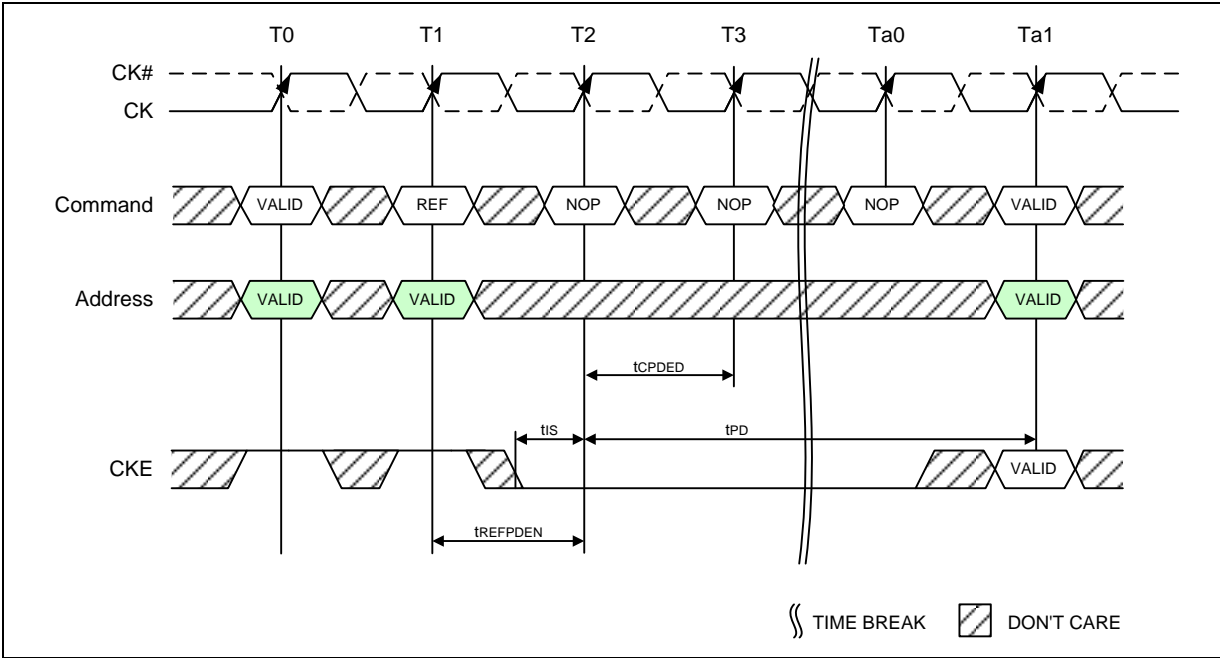 T0 T1 T2 T3 Ta0 Ta1
CK#
CK
Command VALID REF NOP NOP NOP VALID
Address VALID VALID VALID
tCPDED
tIS tPD
CKE VALID
tREFPDEN
TIME BREAK DON'T CARE